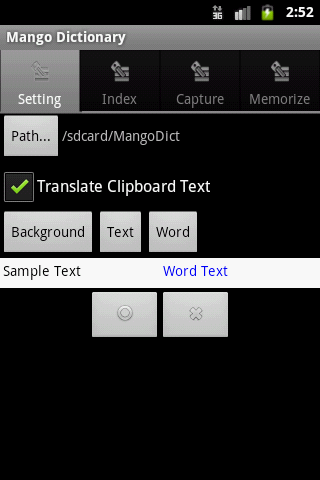 2:52
Mango Dictionary
Setting Index Capture Memorize
Path... /sdcard/MangoDict
Translate Clipboard Text
Background Text Word
Sample Text Word Text